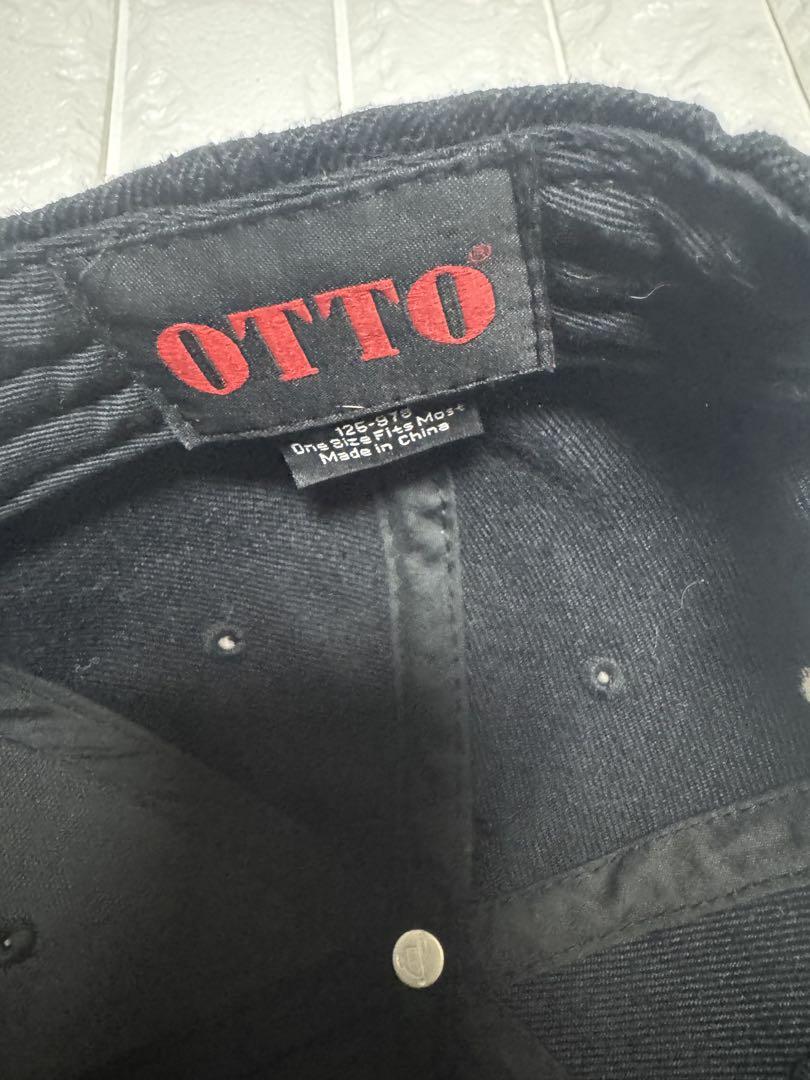 OTTO®
125-978
One Size Fits Most
Made in China